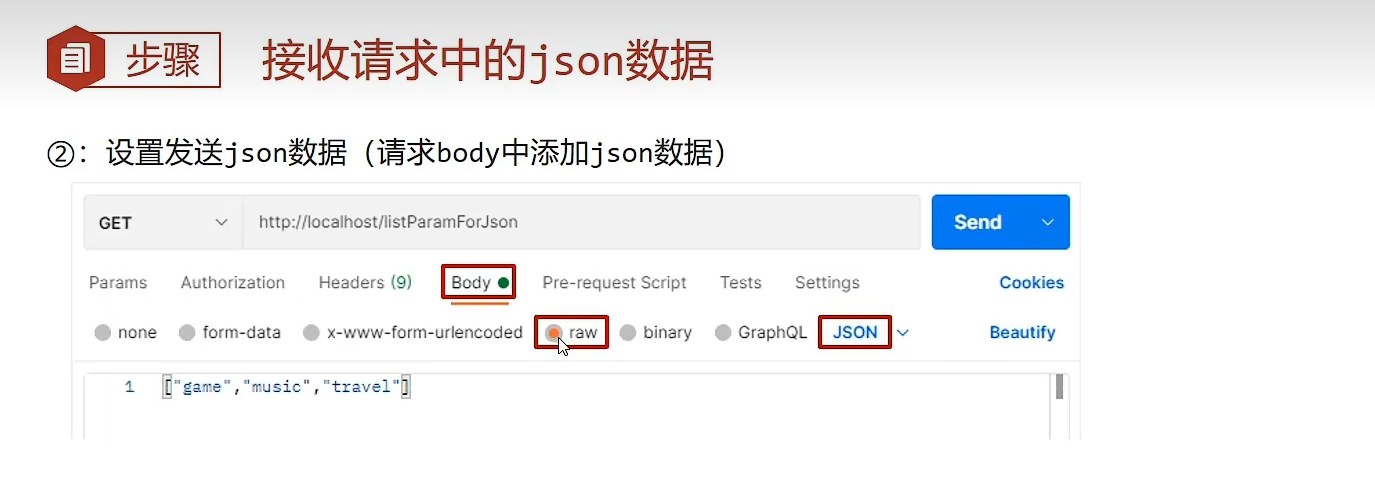 步骤 接收请求中的json数据
②：设置发送json数据（请求body中添加json数据）
GET http://localhost/listParamForJson Send
Params Authorization Headers (9) Body Pre-request Script Tests Settings Cookies
none form-data x-www-form-urlencoded raw binary GraphQL JSON Beautify
1 ["game","music","travel"]